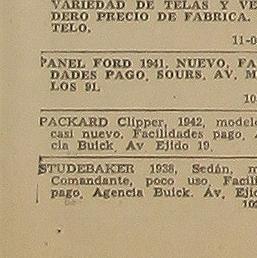 VARIEDAD DE TELAS Y VE
DERO PRECIO DE FABRICA.
TELO.
11-0
PANEL FORD 1941. NUEVO, FA
DADES PAGO, SOURS, AV. M
LOS 91.
10
PACKARD Clipper, 1942, model
casi nuevo, Facilidades pago,
cia Buick, Av Ejido 19.
STUDEBAKER 1938, Sedán, m
Comandante, poco uso Facili
pago, Agencia Buick. Av. Ejid
10